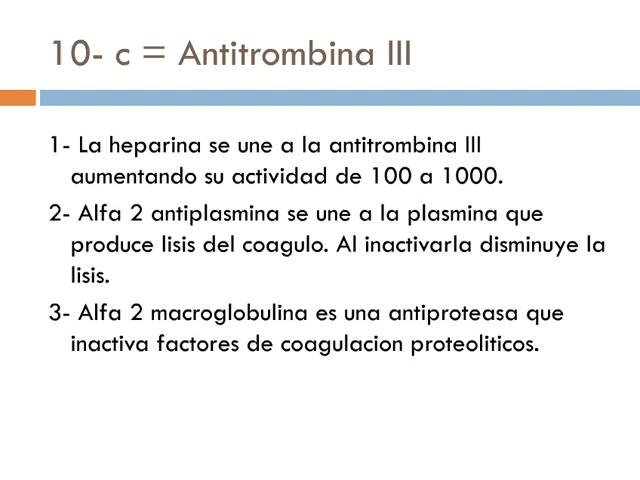 10- c = Antitrombina III
1- La heparina se une a la antitrombina III
aumentando su actividad de 100 a 1000.
2- Alfa 2 antiplasmina se une a la plasmina que
produce lisis del coagulo. Al inactivarla disminuye la
lisis.
3- Alfa 2 macroglobulina es una antiproteasa que
inactiva factores de coagulacion proteoliticos.